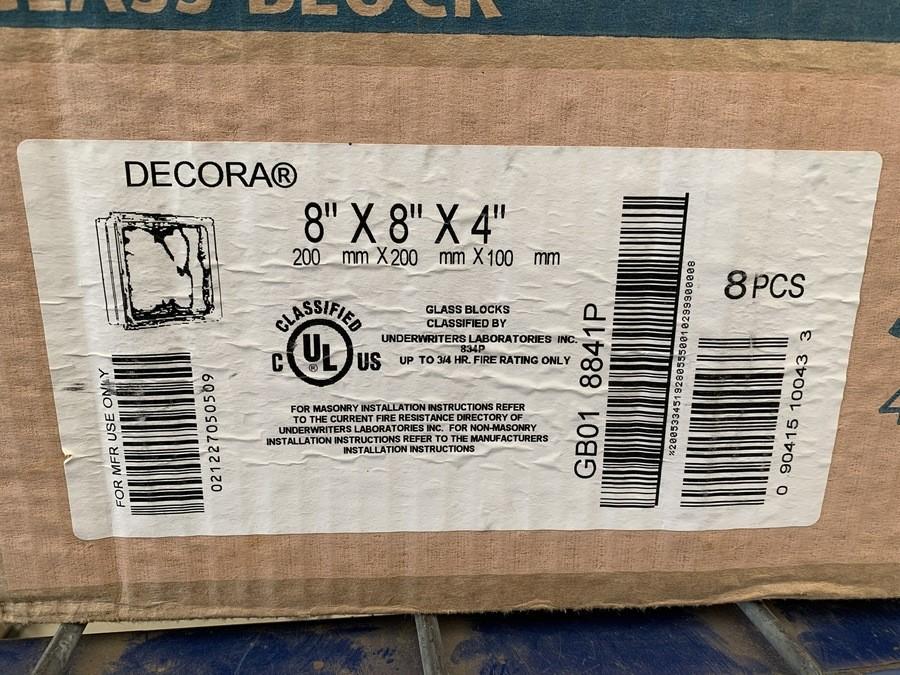 GLASS BLOCK
DECORA®
8" X 8" X 4"
200 mm X 200 mm X 100 mm
8 PCS
CLASSIFIED
C UL® US
GLASS BLOCKS
CLASSIFIED BY
UNDERWRITERS LABORATORIES INC.
834P
UP TO 3/4 HR. FIRE RATING ONLY
FOR MASONRY INSTALLATION INSTRUCTIONS REFER
TO THE CURRENT FIRE RESISTANCE DIRECTORY OF
UNDERWRITERS LABORATORIES INC. FOR NON-MASONRY
INSTALLATION INSTRUCTIONS REFER TO THE MANUFACTURERS
INSTALLATION INSTRUCTIONS
FOR MFR USE ONLY
021227050509
GB01 8841P
0 90415 10043 3